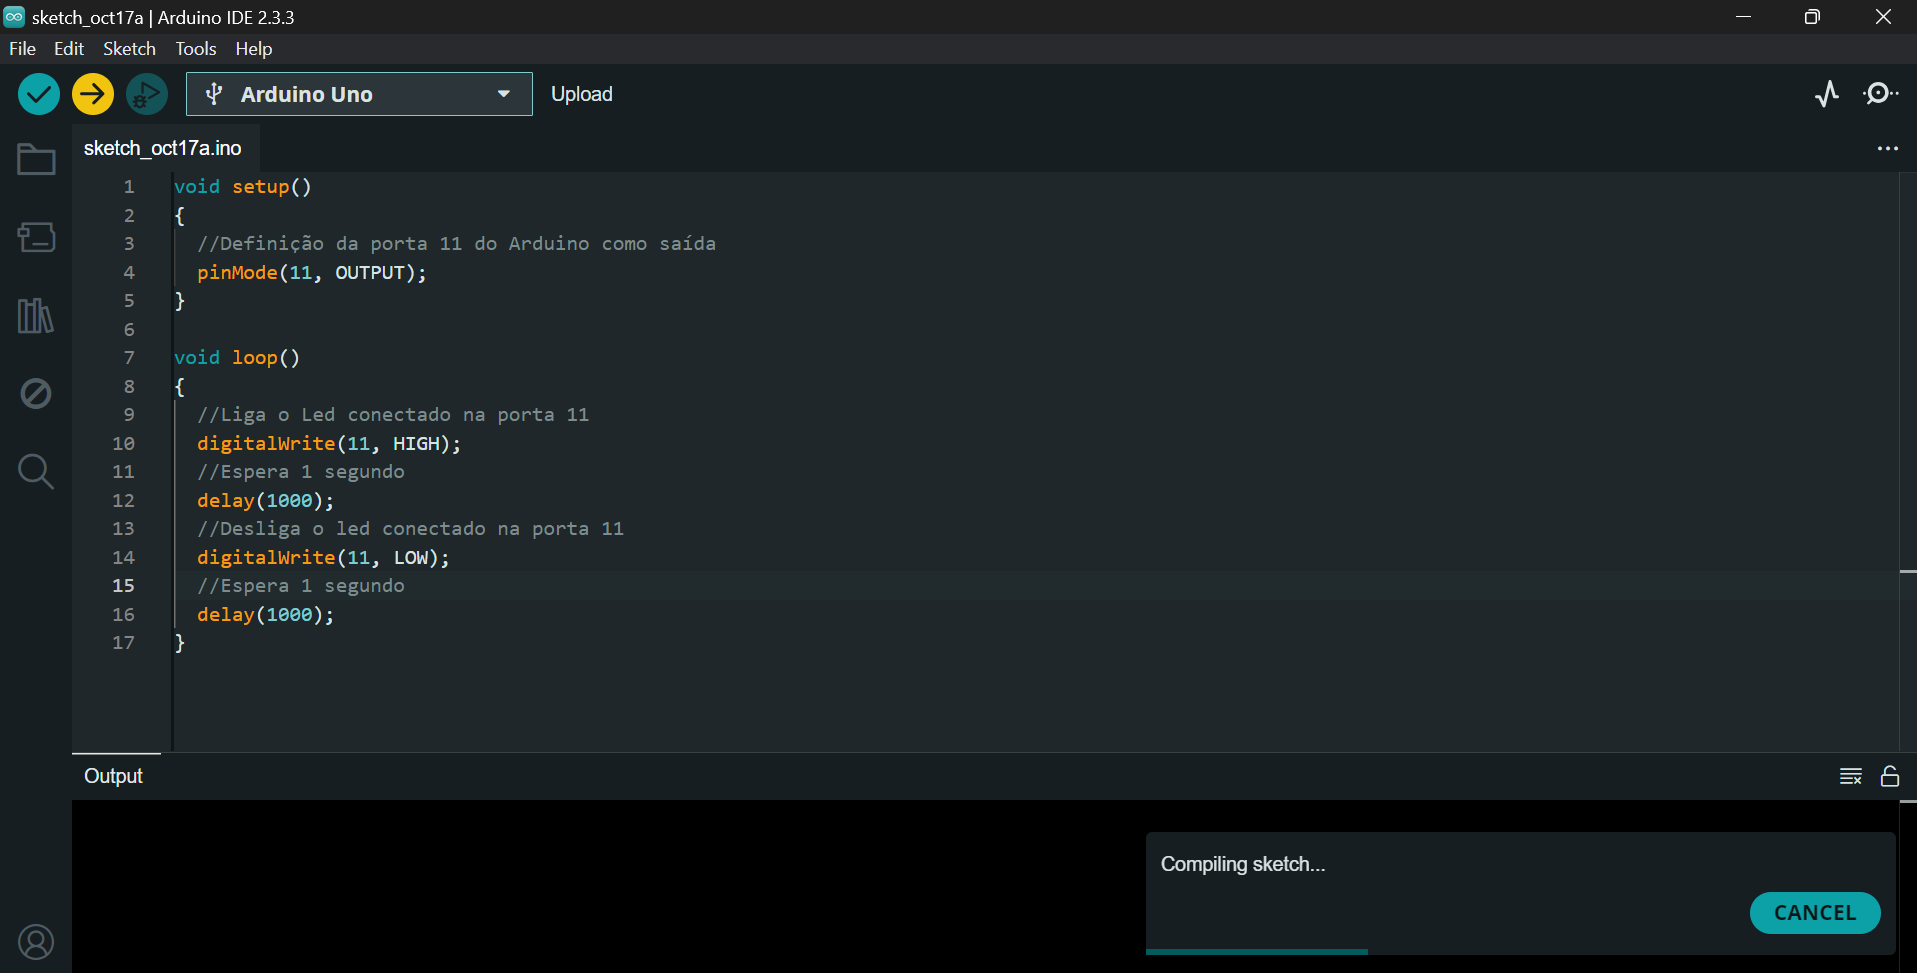 sketch_oct17a | Arduino IDE 2.3.3
File Edit Sketch Tools Help
Arduino Uno
Upload
sketch_oct17a.ino
1 void setup()
2 {
3 //Definição da porta 11 do Arduino como saída
4 pinMode(11, OUTPUT);
5 }
6
7 void loop()
8 {
9 //Liga o Led conectado na porta 11
10 digitalWrite(11, HIGH);
11 //Espera 1 segundo
12 delay(1000);
13 //Desliga o led conectado na porta 11
14 digitalWrite(11, LOW);
15 //Espera 1 segundo
16 delay(1000);
17 }
Output
Compiling sketch...
CANCEL